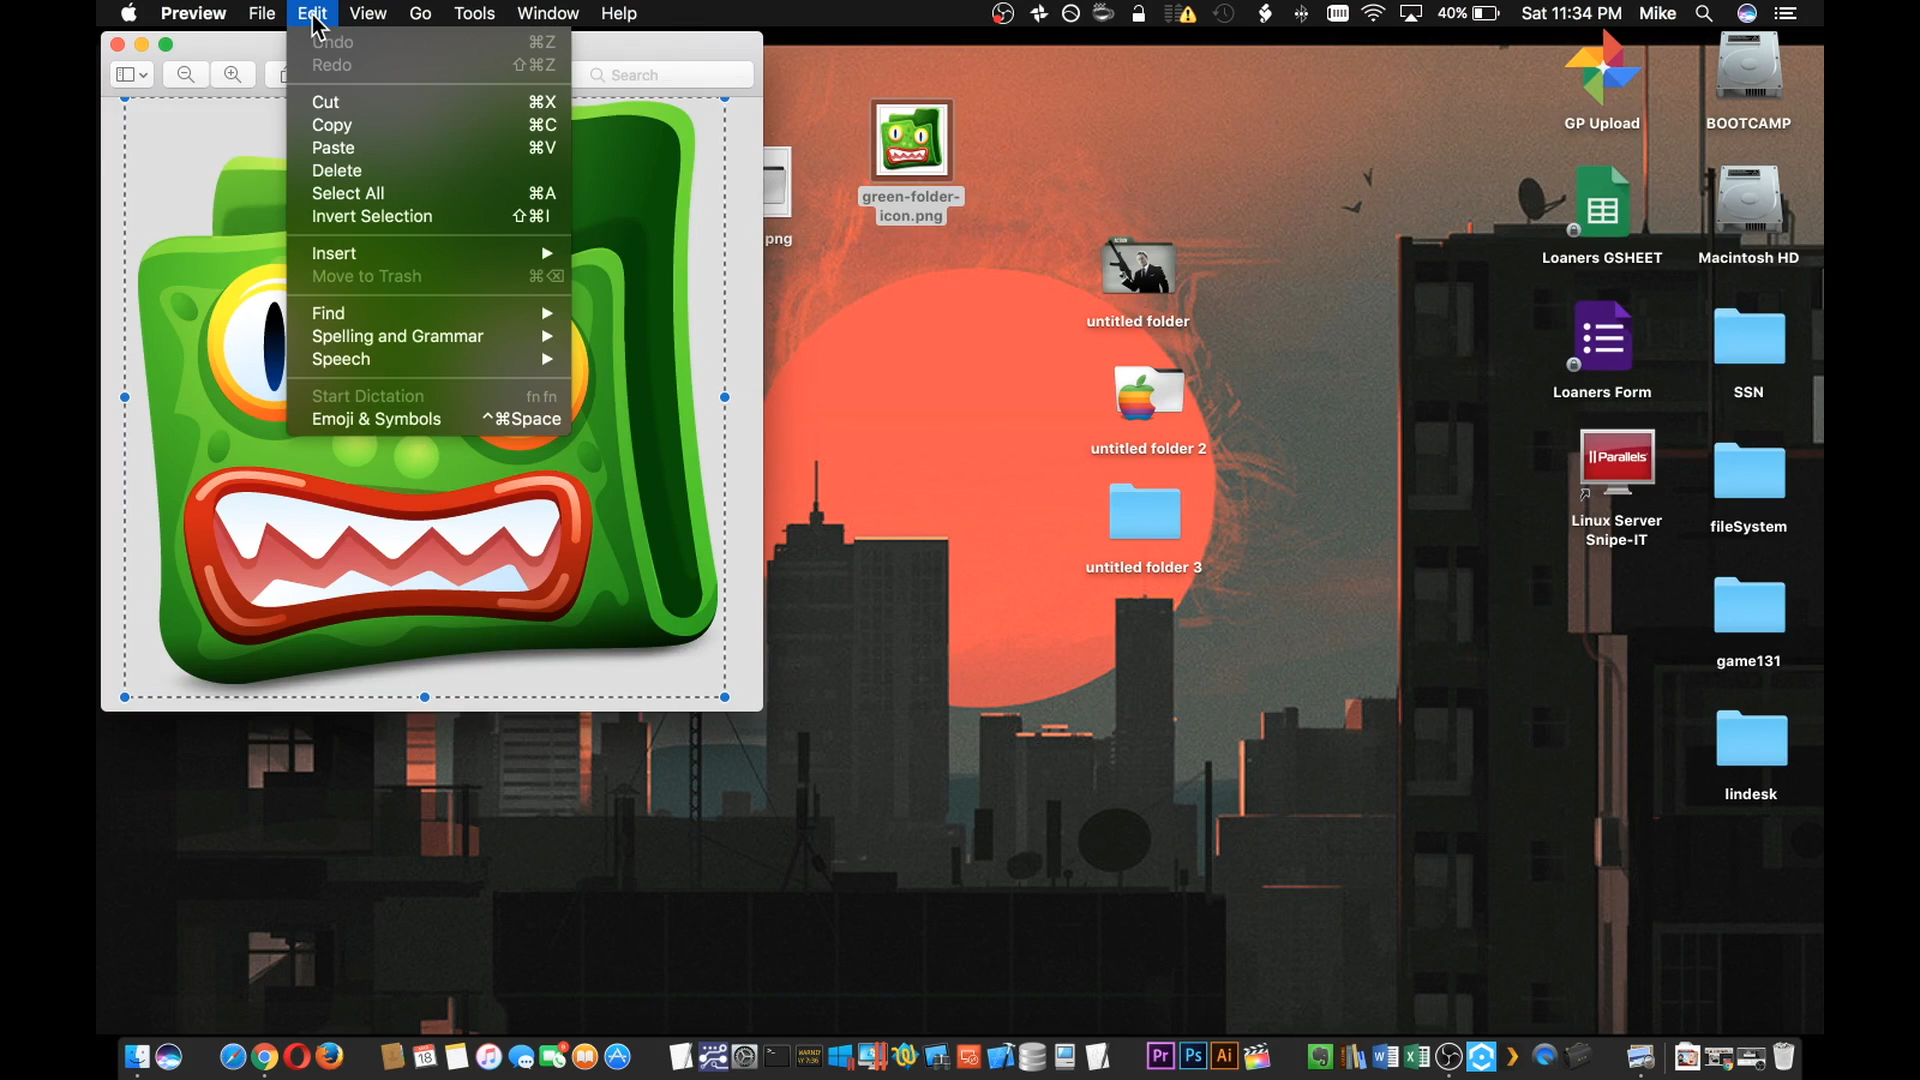 Preview File Edit View Go Tools Window Help
40% Sat 11:34 PM Mike
Search
Undo ⌘Z
Redo ⇧⌘Z
Cut ⌘X
Copy ⌘C
Paste ⌘V
Delete
Select All ⌘A
Invert Selection ⇧⌘I
Insert
Move to Trash ⌘⌫
Find
Spelling and Grammar
Speech
Start Dictation fn fn
Emoji & Symbols ^⌘Space
png
green-folder-
icon.png
untitled folder
untitled folder 2
untitled folder 3
GP Upload
BOOTCAMP
Loaners GSHEET
Macintosh HD
Loaners Form
SSN
Parallels
Linux Server
Snipe-IT
fileSystem
game131
lindesk
18
Pr Ps Ai